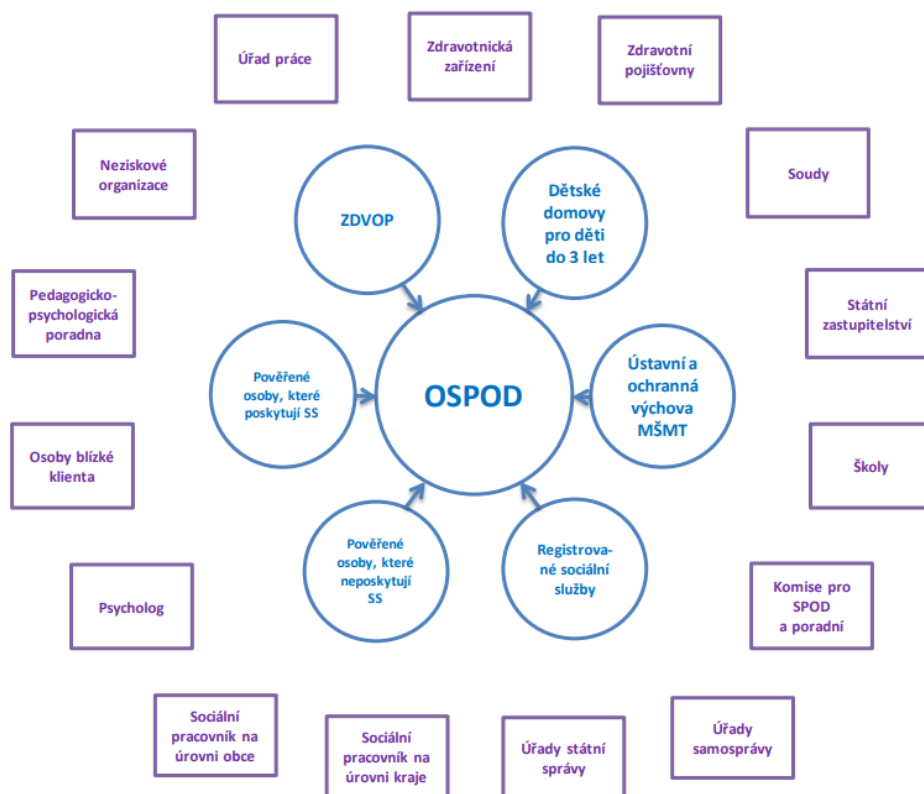 Úřad práce
Zdravotnická
zařízení
Zdravotní
pojišťovny
Neziskové
organizace
Soudy
ZDVOP
Dětské
domovy
pro děti
do 3 let
Pedagogicko-
psychologická
poradna
Státní
zastupitelství
Pověřené
osoby, které
poskytují SS
OSPOD
Ústavní a
ochranná
výchova
MŠMT
Osoby blízké
klienta
Školy
Pověřené
osoby, které
neposkytují
SS
Registrova-
né sociální
služby
Psycholog
Komise pro
SPOD
a poradní
Sociální
pracovník na
úrovni obce
Sociální
pracovník na
úrovni kraje
Úřady státní
správy
Úřady
samosprávy